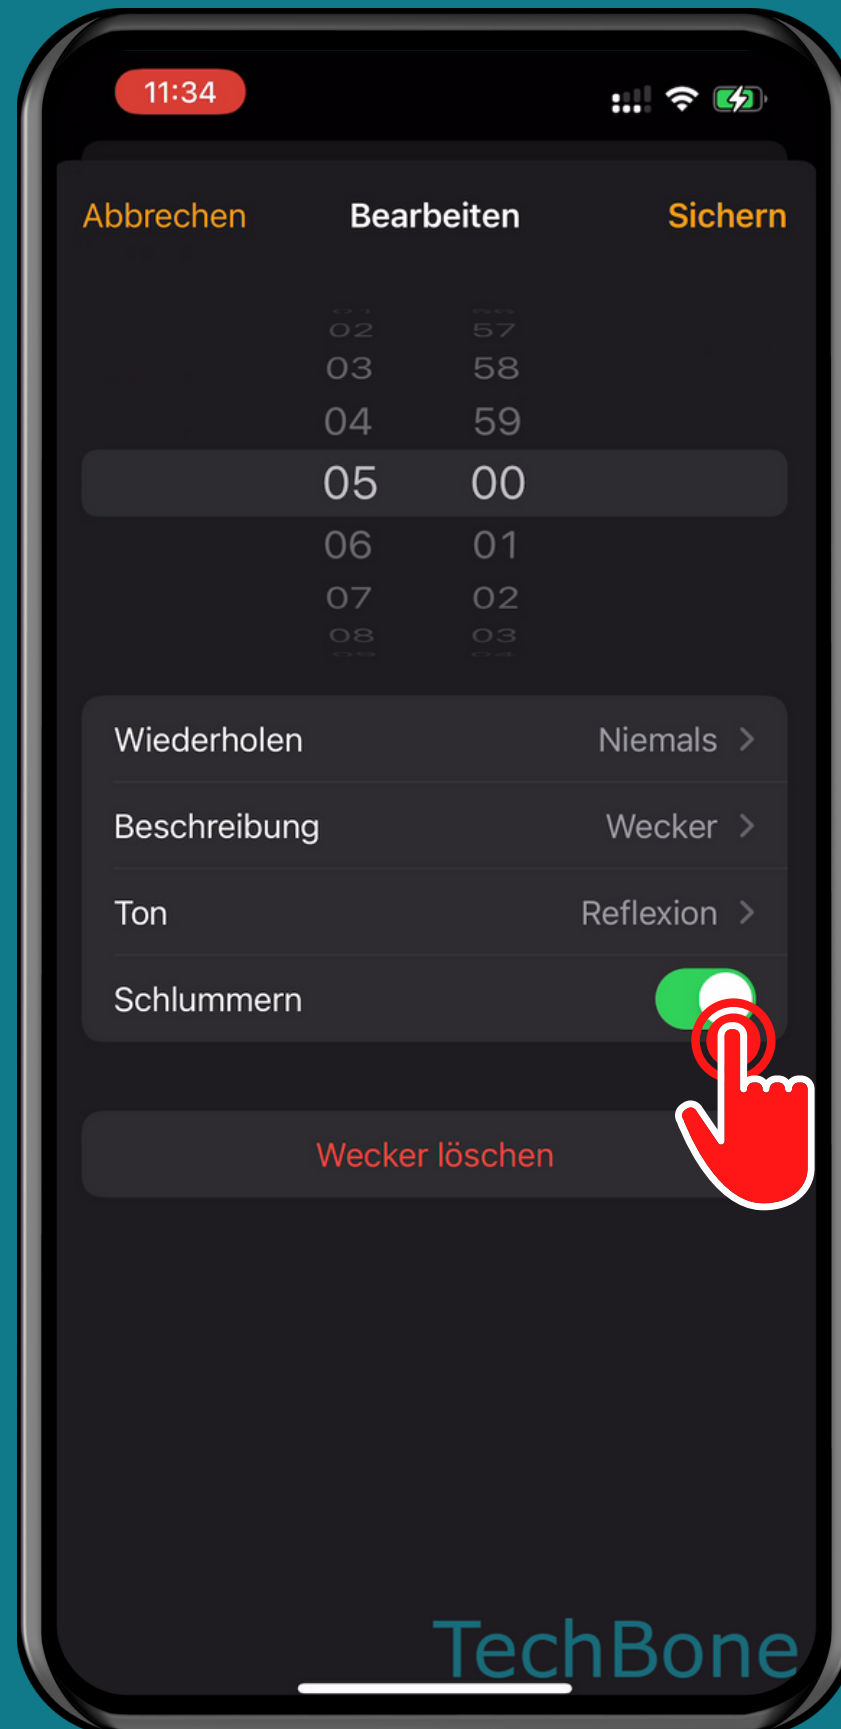 11:34
Abbrechen Bearbeiten Sichern
02 57
03 58
04 59
05 00
06 01
07 02
08 03
Wiederholen Niemals
Beschreibung Wecker
Ton Reflexion
Schlummern
Wecker löschen
TechBone